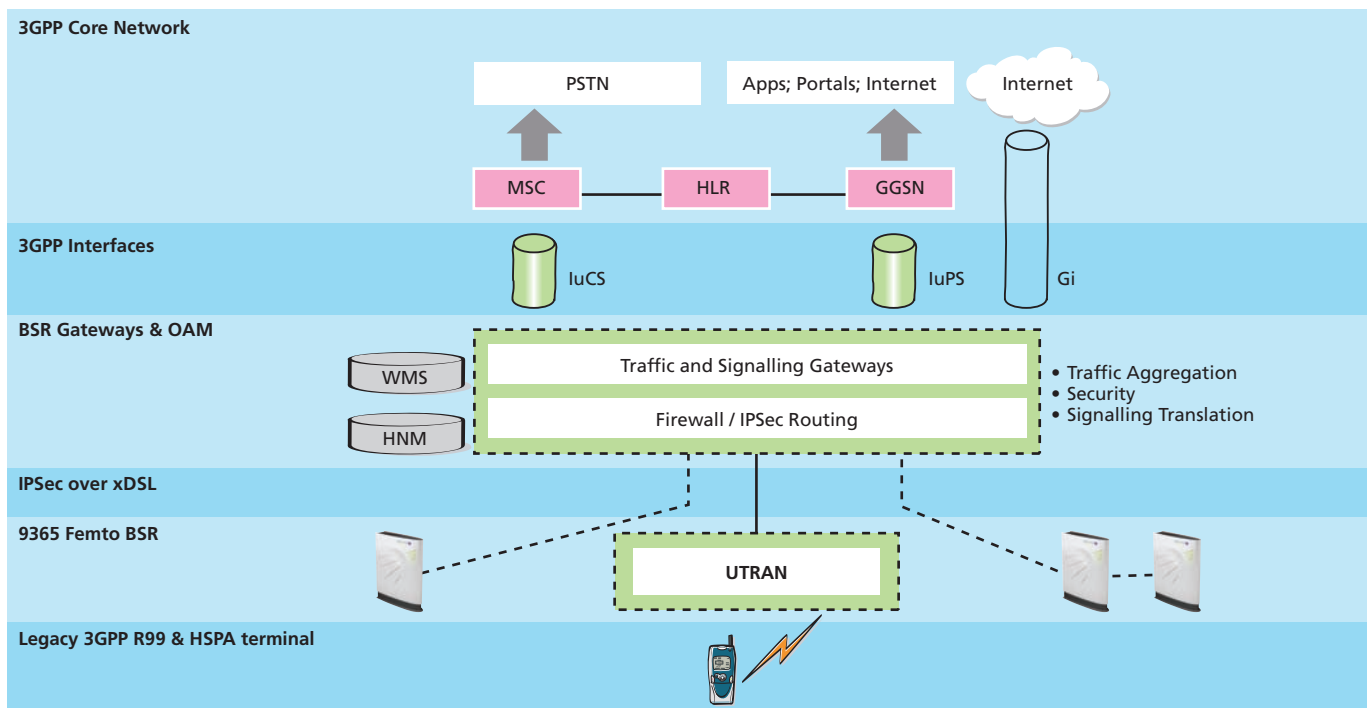 3GPP Core Network
PSTN
Apps; Portals; Internet
Internet
MSC
HLR
GGSN
3GPP Interfaces
IuCS
IuPS
Gi
BSR Gateways & OAM
WMS
HNM
Traffic and Signalling Gateways
Firewall / IPSec Routing
• Traffic Aggregation
• Security
• Signalling Translation
IPSec over xDSL
9365 Femto BSR
UTRAN
Legacy 3GPP R99 & HSPA terminal